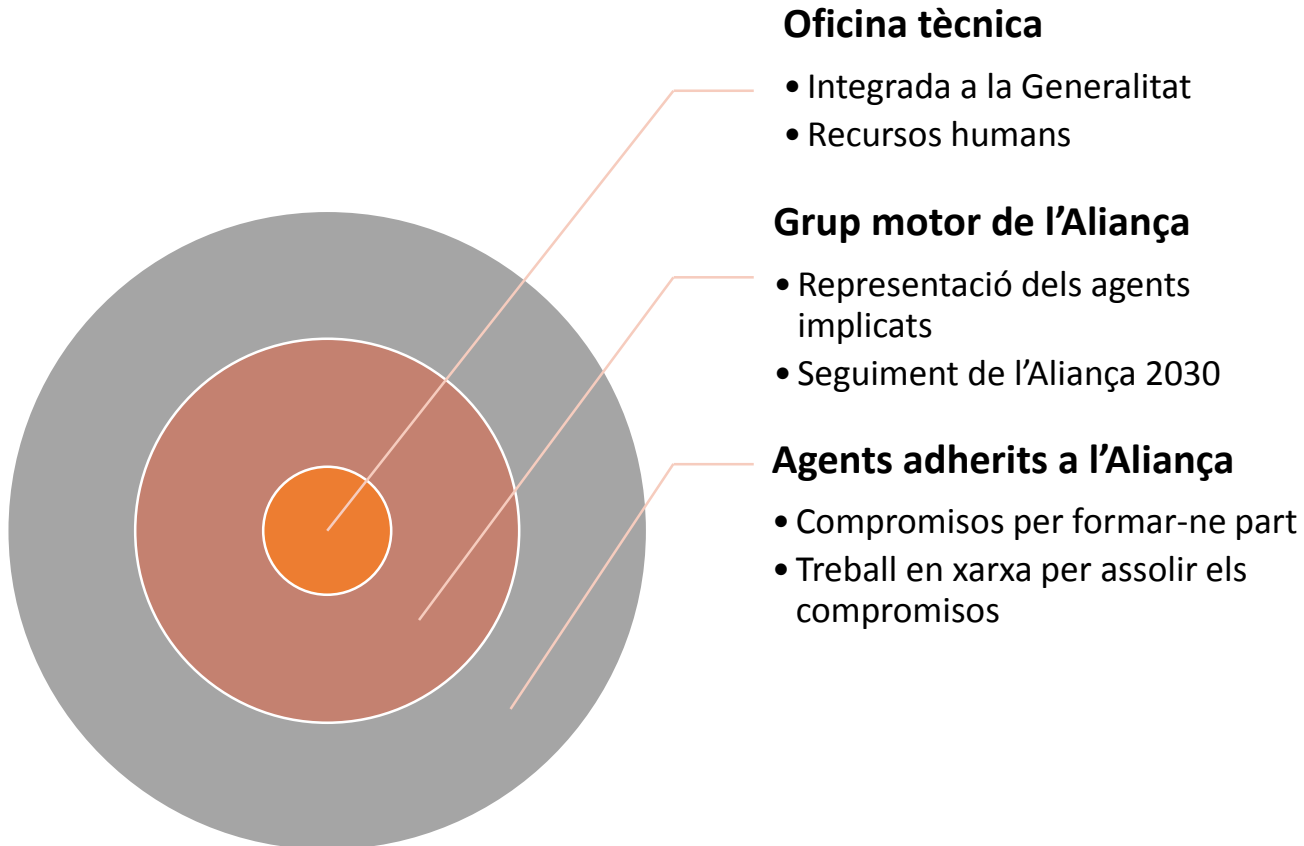 Oficina tècnica
• Integrada a la Generalitat
• Recursos humans
Grup motor de l’Aliança
• Representació dels agents
implicats
• Seguiment de l’Aliança 2030
Agents adherits a l’Aliança
• Compromisos per formar-ne part
• Treball en xarxa per assolir els
compromisos